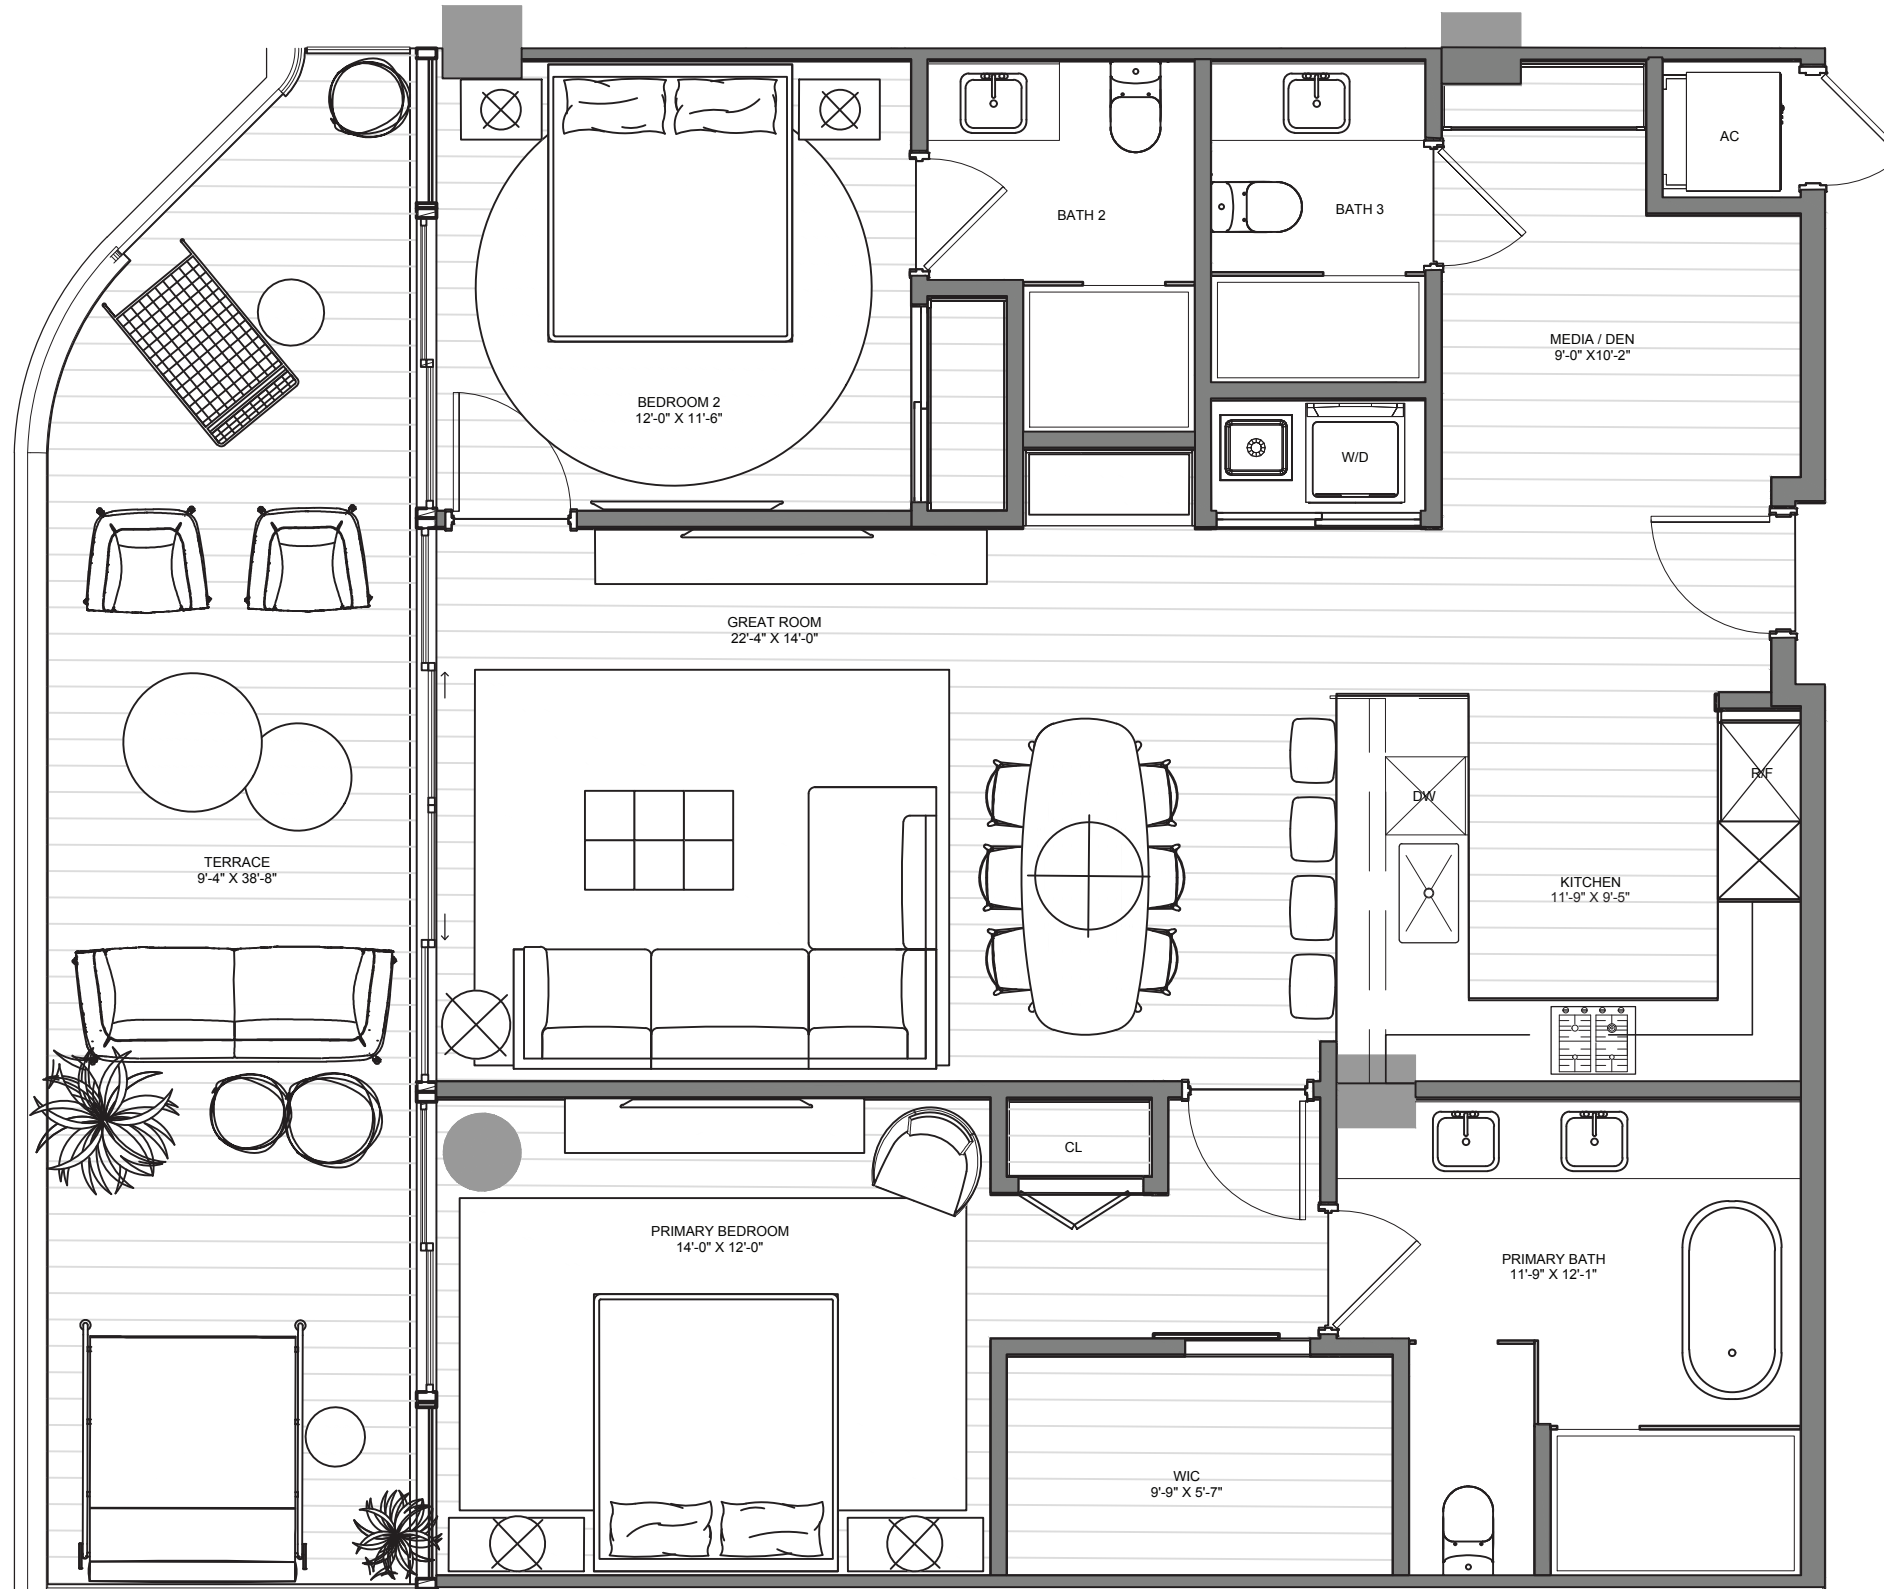 AC
BATH 2
BATH 3
MEDIA / DEN
9'-0" X10'-2"
BEDROOM 2
12'-0" X 11'-6"
W/D
GREAT ROOM
22'-4" X 14'-0"
R/F
DW
TERRACE
9'-4" X 38'-8"
KITCHEN
11'-9" X 9'-5"
CL
PRIMARY BEDROOM
14'-0" X 12'-0"
PRIMARY BATH
11'-9" X 12'-1"
WIC
9'-9" X 5'-7"